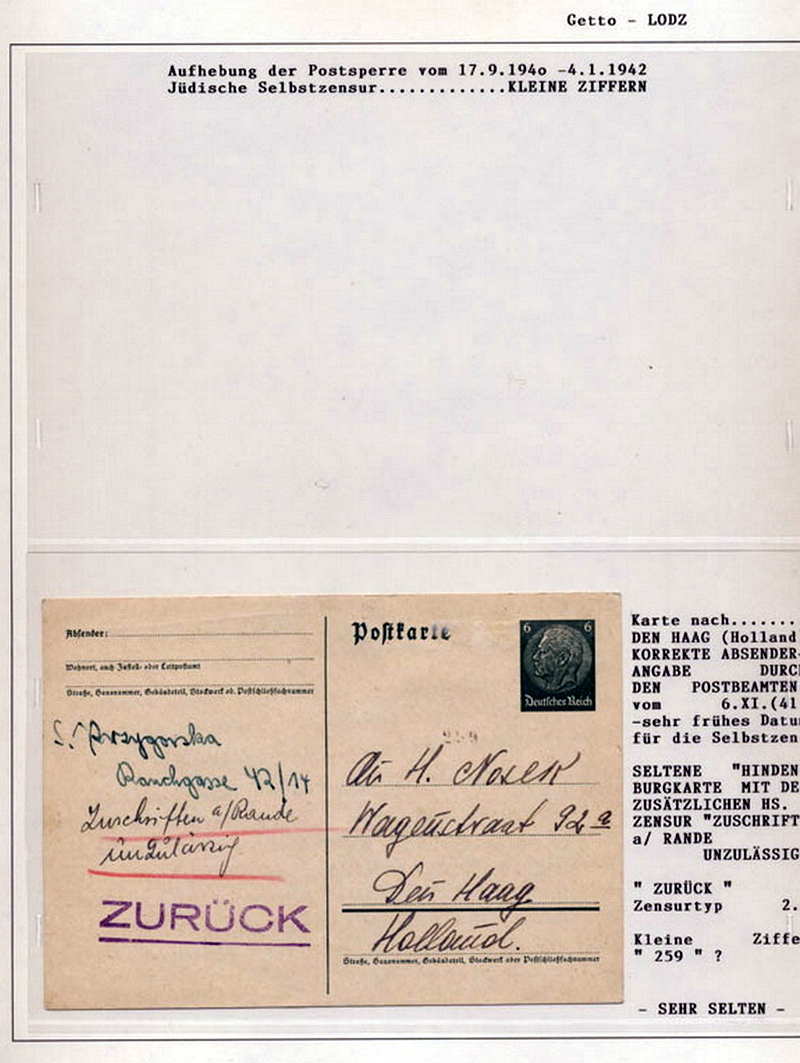 Getto - LODZ
Aufhebung der Postsperre vom 17.9.194o -4.1.1942
Jüdische Selbstzensur.............KLEINE ZIFFERN
Absender:
Wohnort, auch Zustell- oder Leitpostamt
Straße, Hausnummer, Gebäudeteil, Stockwerk od. Postschließfachnummer
S. Przygorska
Rauchgasse 42/14
Zuschriften a/Rande
unzulässig
ZURÜCK
Postkarte
6 6
Deutsches Reich
An H. Nosek
Wagenstraat 92 a
Den Haag
Holland.
Straße, Hausnummer, Gebäudeteil, Stockwerk oder Postschließfachnummer
Karte nach.......
DEN HAAG (Holland
KORREKTE ABSENDER-
ANGABE DURC
DEN POSTBEAMTEN
vom 6.XI.(41
-sehr frühes Datu
für die Selbstzen
SELTENE "HINDEN
BURGKARTE MIT DE
ZUSÄTZLICHEN HS.
ZENSUR "ZUSCHRIFT
a/ RANDE
UNZULÄSSIG
" ZURÜCK "
Zensurtyp 2.
Kleine Ziffe
" 259 " ?
- SEHR SELTEN -